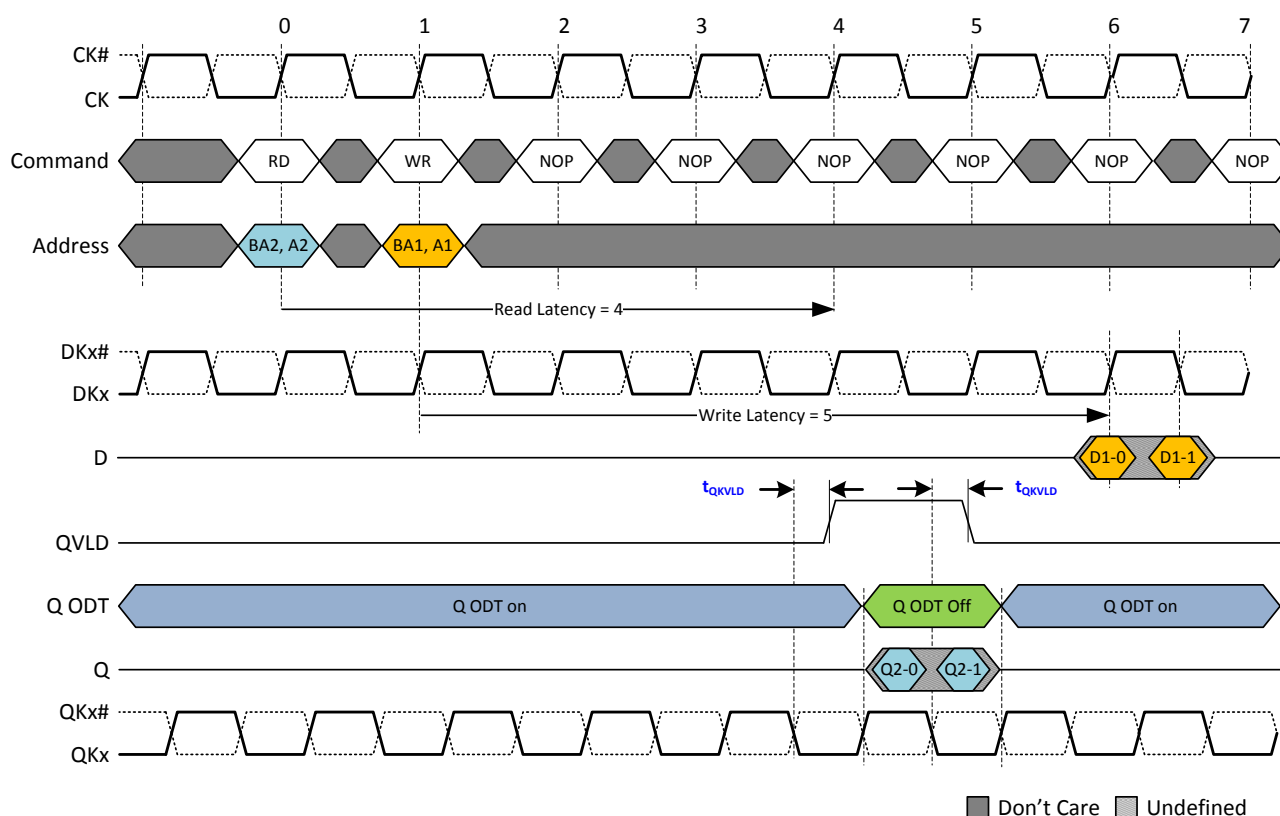 0 1 2 3 4 5 6 7
CK#
CK
Command RD WR NOP NOP NOP NOP NOP NOP
Address BA2, A2 BA1, A1
Read Latency = 4
DKx#
DKx
Write Latency = 5
D D1-0 D1-1
tQKVLD tQKVLD
QVLD
Q ODT Q ODT on Q ODT Off Q ODT on
Q Q2-0 Q2-1
QKx#
QKx
Don't Care Undefined